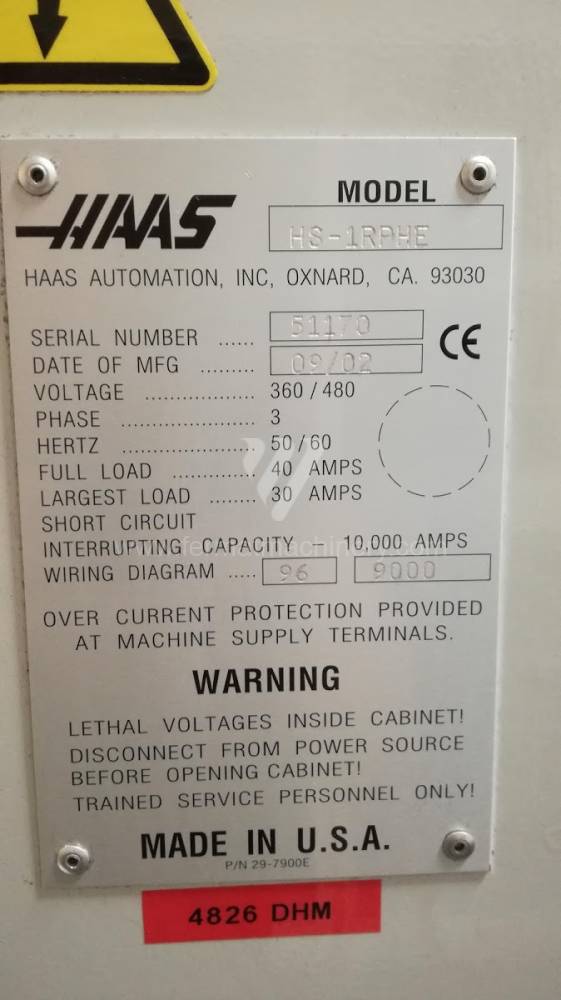 HAAS
MODEL
HS-1RPHE
HAAS AUTOMATION, INC, OXNARD, CA. 93030
SERIAL NUMBER ...... 51170
DATE OF MFG ......... 09/02
CE
VOLTAGE .................. 360/480
PHASE ...................... 3
HERTZ ...................... 50/60
FULL LOAD .............. 40 AMPS
LARGEST LOAD ........ 30 AMPS
SHORT CIRCUIT
INTERRUPTING CAPACITY – 10,000 AMPS
WIRING DIAGRAM ..... 96 9000
OVER CURRENT PROTECTION PROVIDED
AT MACHINE SUPPLY TERMINALS.
WARNING
LETHAL VOLTAGES INSIDE CABINET!
DISCONNECT FROM POWER SOURCE
BEFORE OPENING CABINET!
TRAINED SERVICE PERSONNEL ONLY!
MADE IN U.S.A.
P/N 29-7900E
4826 DHM